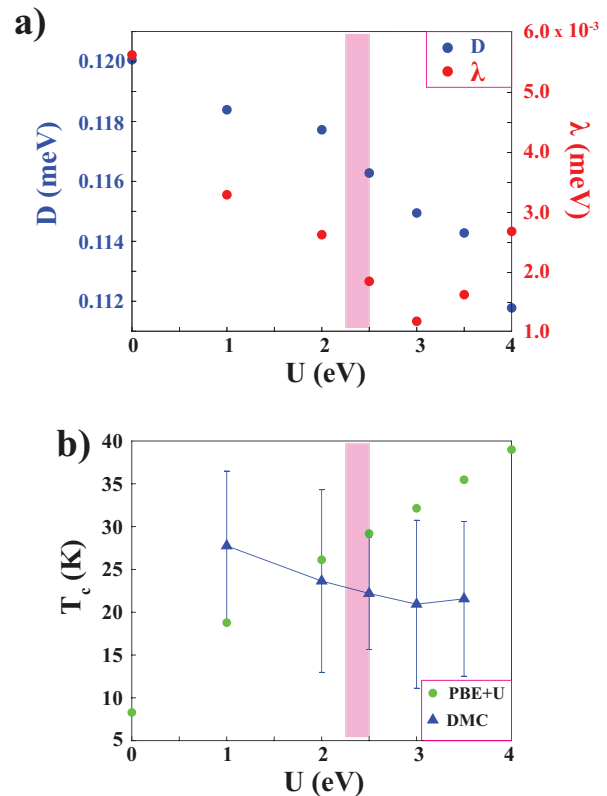 a)
0.120
0.118
0.116
0.114
0.112
D (meV)
6.0 x 10⁻³
5.0
4.0
3.0
2.0
1.0
λ (meV)
D
λ
0 1 2 3 4
U (eV)
b)
40
35
30
25
20
15
10
5
T_c (K)
PBE+U
DMC
0 1 2 3 4
U (eV)